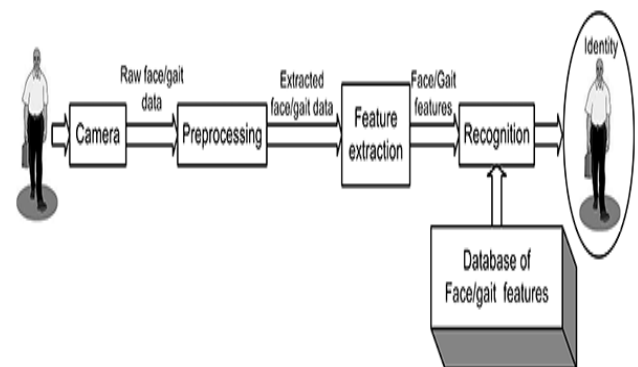 Identity
Raw face/gait
data
Extracted
face/gait data
Face/Gait
features
Camera
Preprocessing
Feature
extraction
Recognition
Database of
Face/gait features